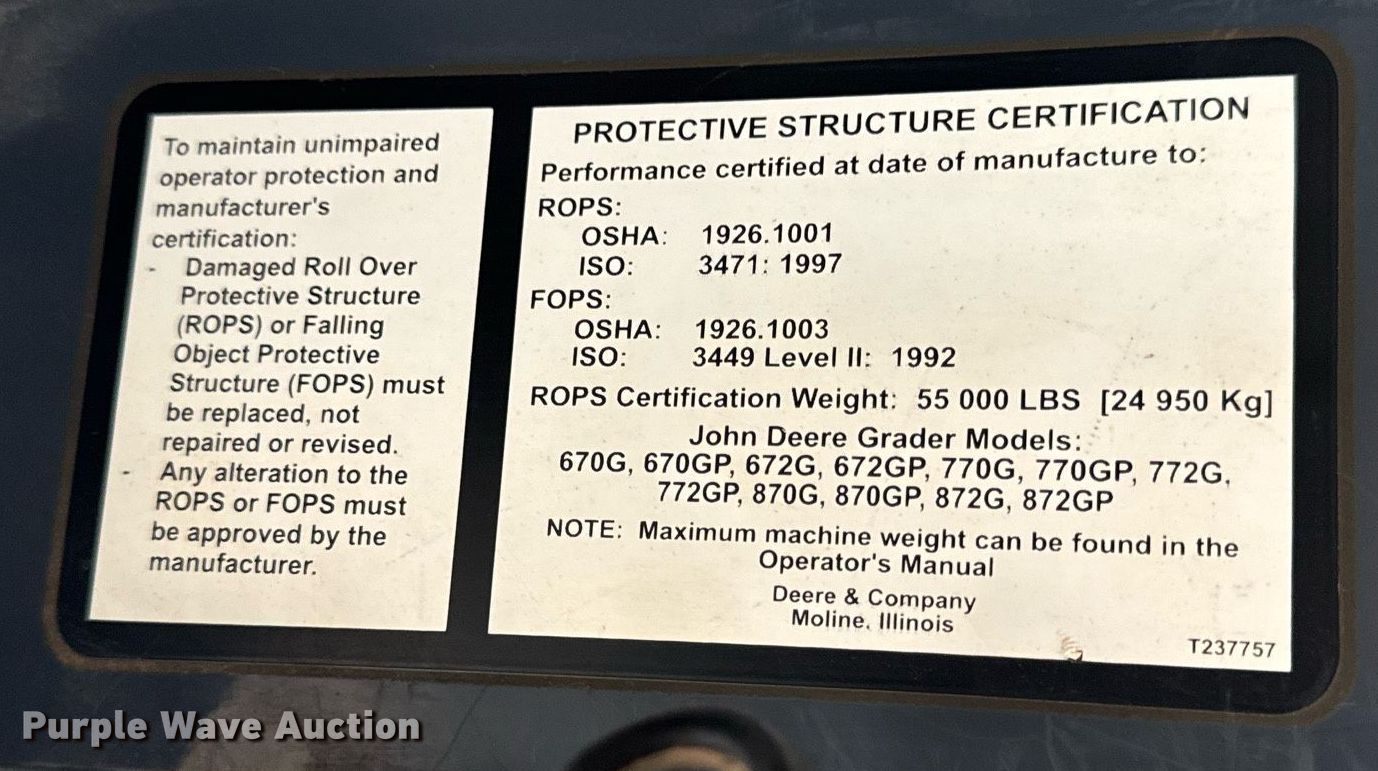 To maintain unimpaired
operator protection and
manufacturer's
certification:
- Damaged Roll Over
Protective Structure
(ROPS) or Falling
Object Protective
Structure (FOPS) must
be replaced, not
repaired or revised.
- Any alteration to the
ROPS or FOPS must
be approved by the
manufacturer.
PROTECTIVE STRUCTURE CERTIFICATION
Performance certified at date of manufacture to:
ROPS:
OSHA: 1926.1001
ISO: 3471: 1997
FOPS:
OSHA: 1926.1003
ISO: 3449 Level II: 1992
ROPS Certification Weight: 55 000 LBS [24 950 Kg]
John Deere Grader Models:
670G, 670GP, 672G, 672GP, 770G, 770GP, 772G,
772GP, 870G, 870GP, 872G, 872GP
NOTE: Maximum machine weight can be found in the
Operator's Manual
Deere & Company
Moline, Illinois
T237757
Purple Wave Auction